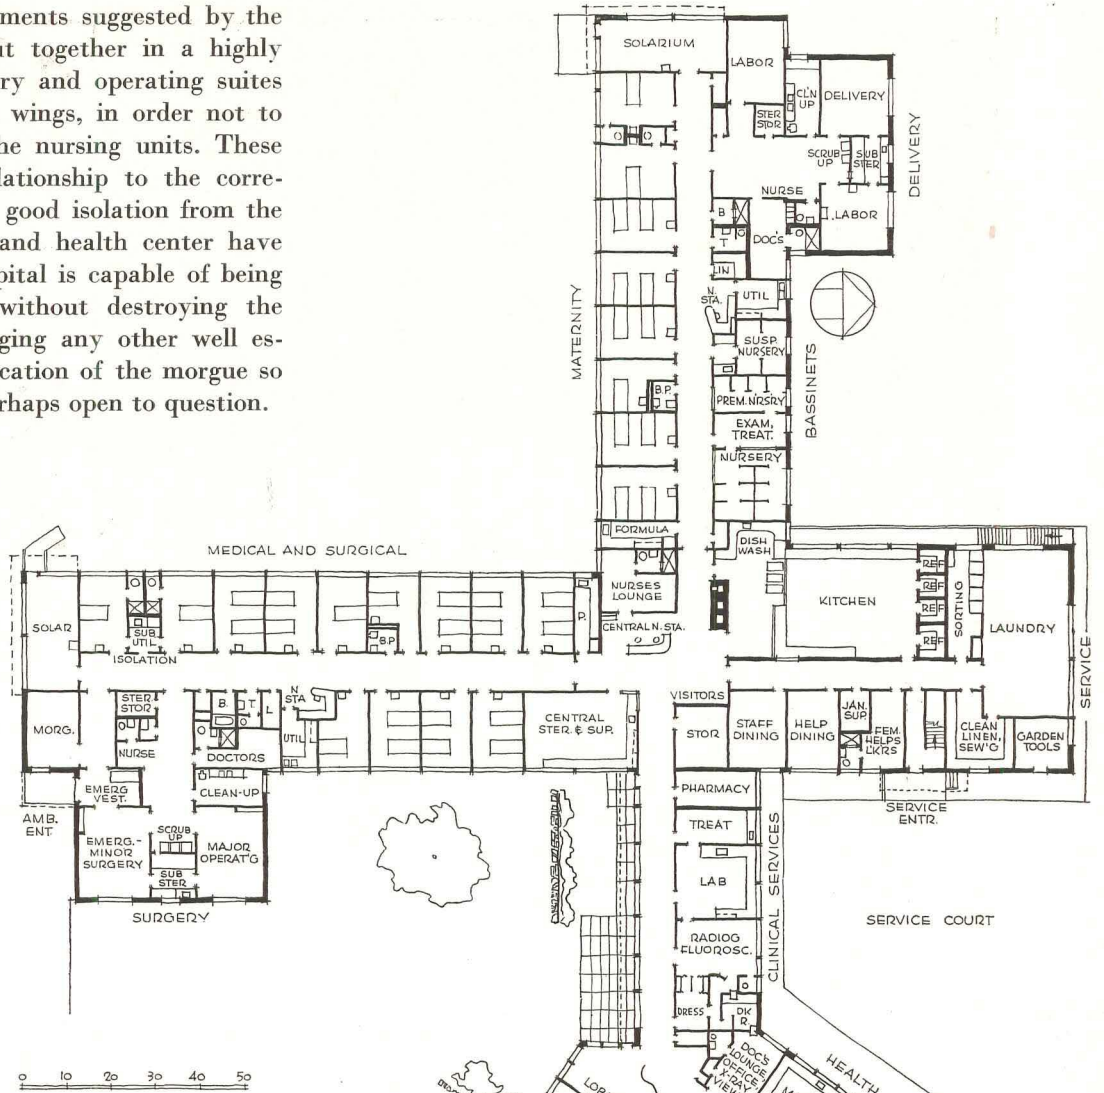 ments suggested by the
t together in a highly
ry and operating suites
wings, in order not to
he nursing units. These
lationship to the corre-
good isolation from the
and health center have
pital is capable of being
without destroying the
ging any other well es-
cation of the morgue so
rhaps open to question.
SOLARIUM
LABOR
CL'N
UP
DELIVERY
STER
STOR
SCRUB
UP
SUB
STER
NURSE
LABOR
DELIVERY
B
T
DOC'S
LIN
N.
STA.
UTIL
SUSP.
NURSERY
B.P.
PREM. NRSRY
EXAM,
TREAT.
NURSERY
MATERNITY
BASSINETS
FORMULA
DISH
WASH
NURSES
LOUNGE
CENTRAL N. STA.
KITCHEN
REF
REF
REF
REF
SORTING
LAUNDRY
SERVICE
MEDICAL AND SURGICAL
SOLAR
SUB
UTIL
ISOLATION
B.P
P.
MORG.
STER
STOR
NURSE
B.
T.
L
N
STA
UTIL
DOCTORS
CENTRAL
STER. & SUP.
VISITORS
STOR
STAFF
DINING
HELP
DINING
JAN.
SUP.
FEM.
HELPS
L'KRS
CLEAN
LINEN,
SEW'G
GARDEN
TOOLS
EMERG
VEST.
CLEAN-UP
AMB.
ENT.
EMERG.-
MINOR
SURGERY
SCRUB
UP
SUB
STER
MAJOR
OPERAT'G
SURGERY
PHARMACY
TREAT
LAB
RADIOG
FLUOROSC.
DRESS
DK
R.
CLINICAL SERVICES
SERVICE
ENTR.
SERVICE COURT
DOC'S
LOUNGE,
OFFICE,
X-RAY
VIEW
HEALTH
LOB
0 10 20 30 40 50